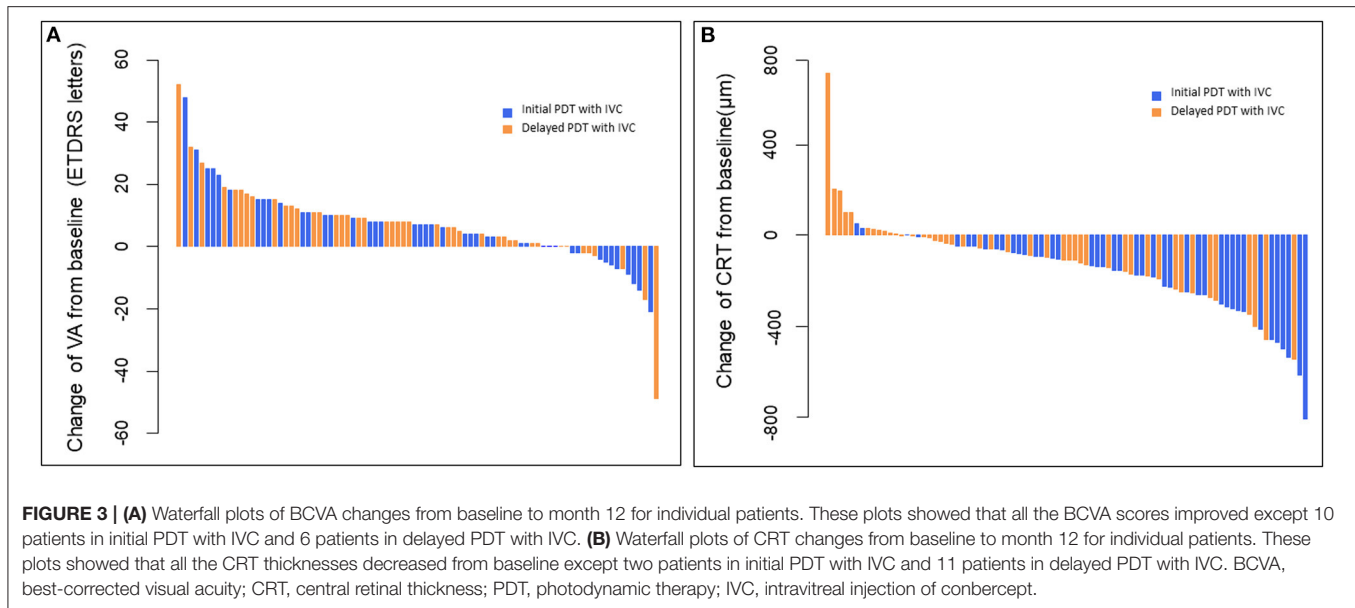 A
Change of VA from baseline (ETDRS letters)
60
40
20
0
-20
-40
-60
Initial PDT with IVC
Delayed PDT with IVC
B
Change of CRT from baseline(μm)
800
400
0
-400
-800
Initial PDT with IVC
Delayed PDT with IVC
FIGURE 3 | (A) Waterfall plots of BCVA changes from baseline to month 12 for individual patients. These plots showed that all the BCVA scores improved except 10
patients in initial PDT with IVC and 6 patients in delayed PDT with IVC. (B) Waterfall plots of CRT changes from baseline to month 12 for individual patients. These
plots showed that all the CRT thicknesses decreased from baseline except two patients in initial PDT with IVC and 11 patients in delayed PDT with IVC. BCVA,
best-corrected visual acuity; CRT, central retinal thickness; PDT, photodynamic therapy; IVC, intravitreal injection of conbercept.